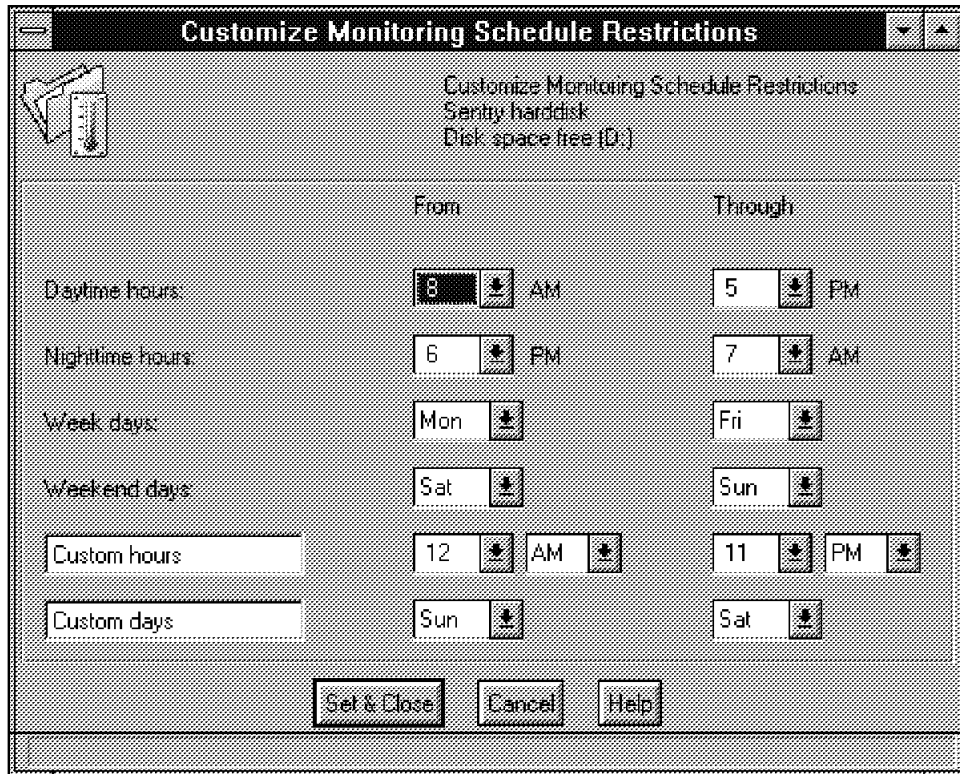 Customize Monitoring Schedule Restrictions
Customize Monitoring Schedule Restrictions
Sentry harddisk
Disk space free (D:)
From Through
Daytime hours: 8 AM 5 PM
Nighttime hours: 6 PM 7 AM
Week days: Mon Fri
Weekend days: Sat Sun
Custom hours 12 AM 11 PM
Custom days Sun Sat
Set & Close Cancel Help